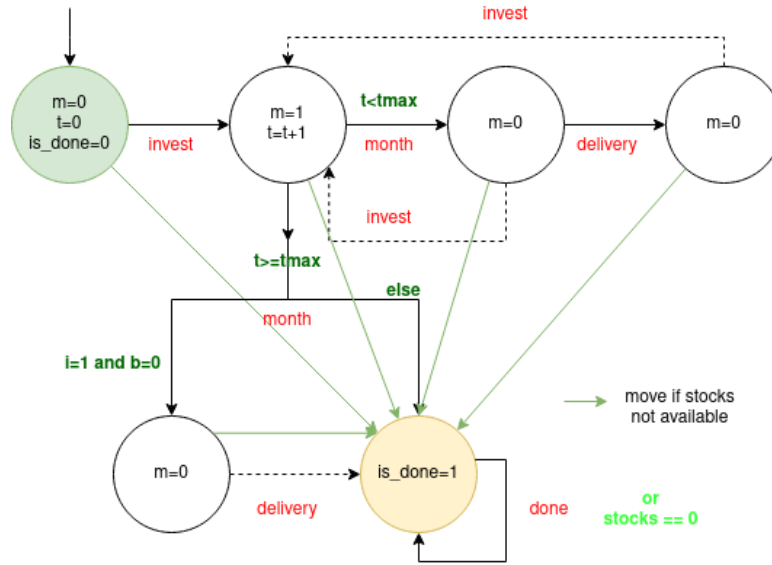 invest
m=0
t=0
is_done=0
invest
m=1
t=t+1
t<tmax
month
m=0
delivery
m=0
invest
t>=tmax
else
month
i=1 and b=0
move if stocks
not available
m=0
delivery
is_done=1
done
or
stocks == 0